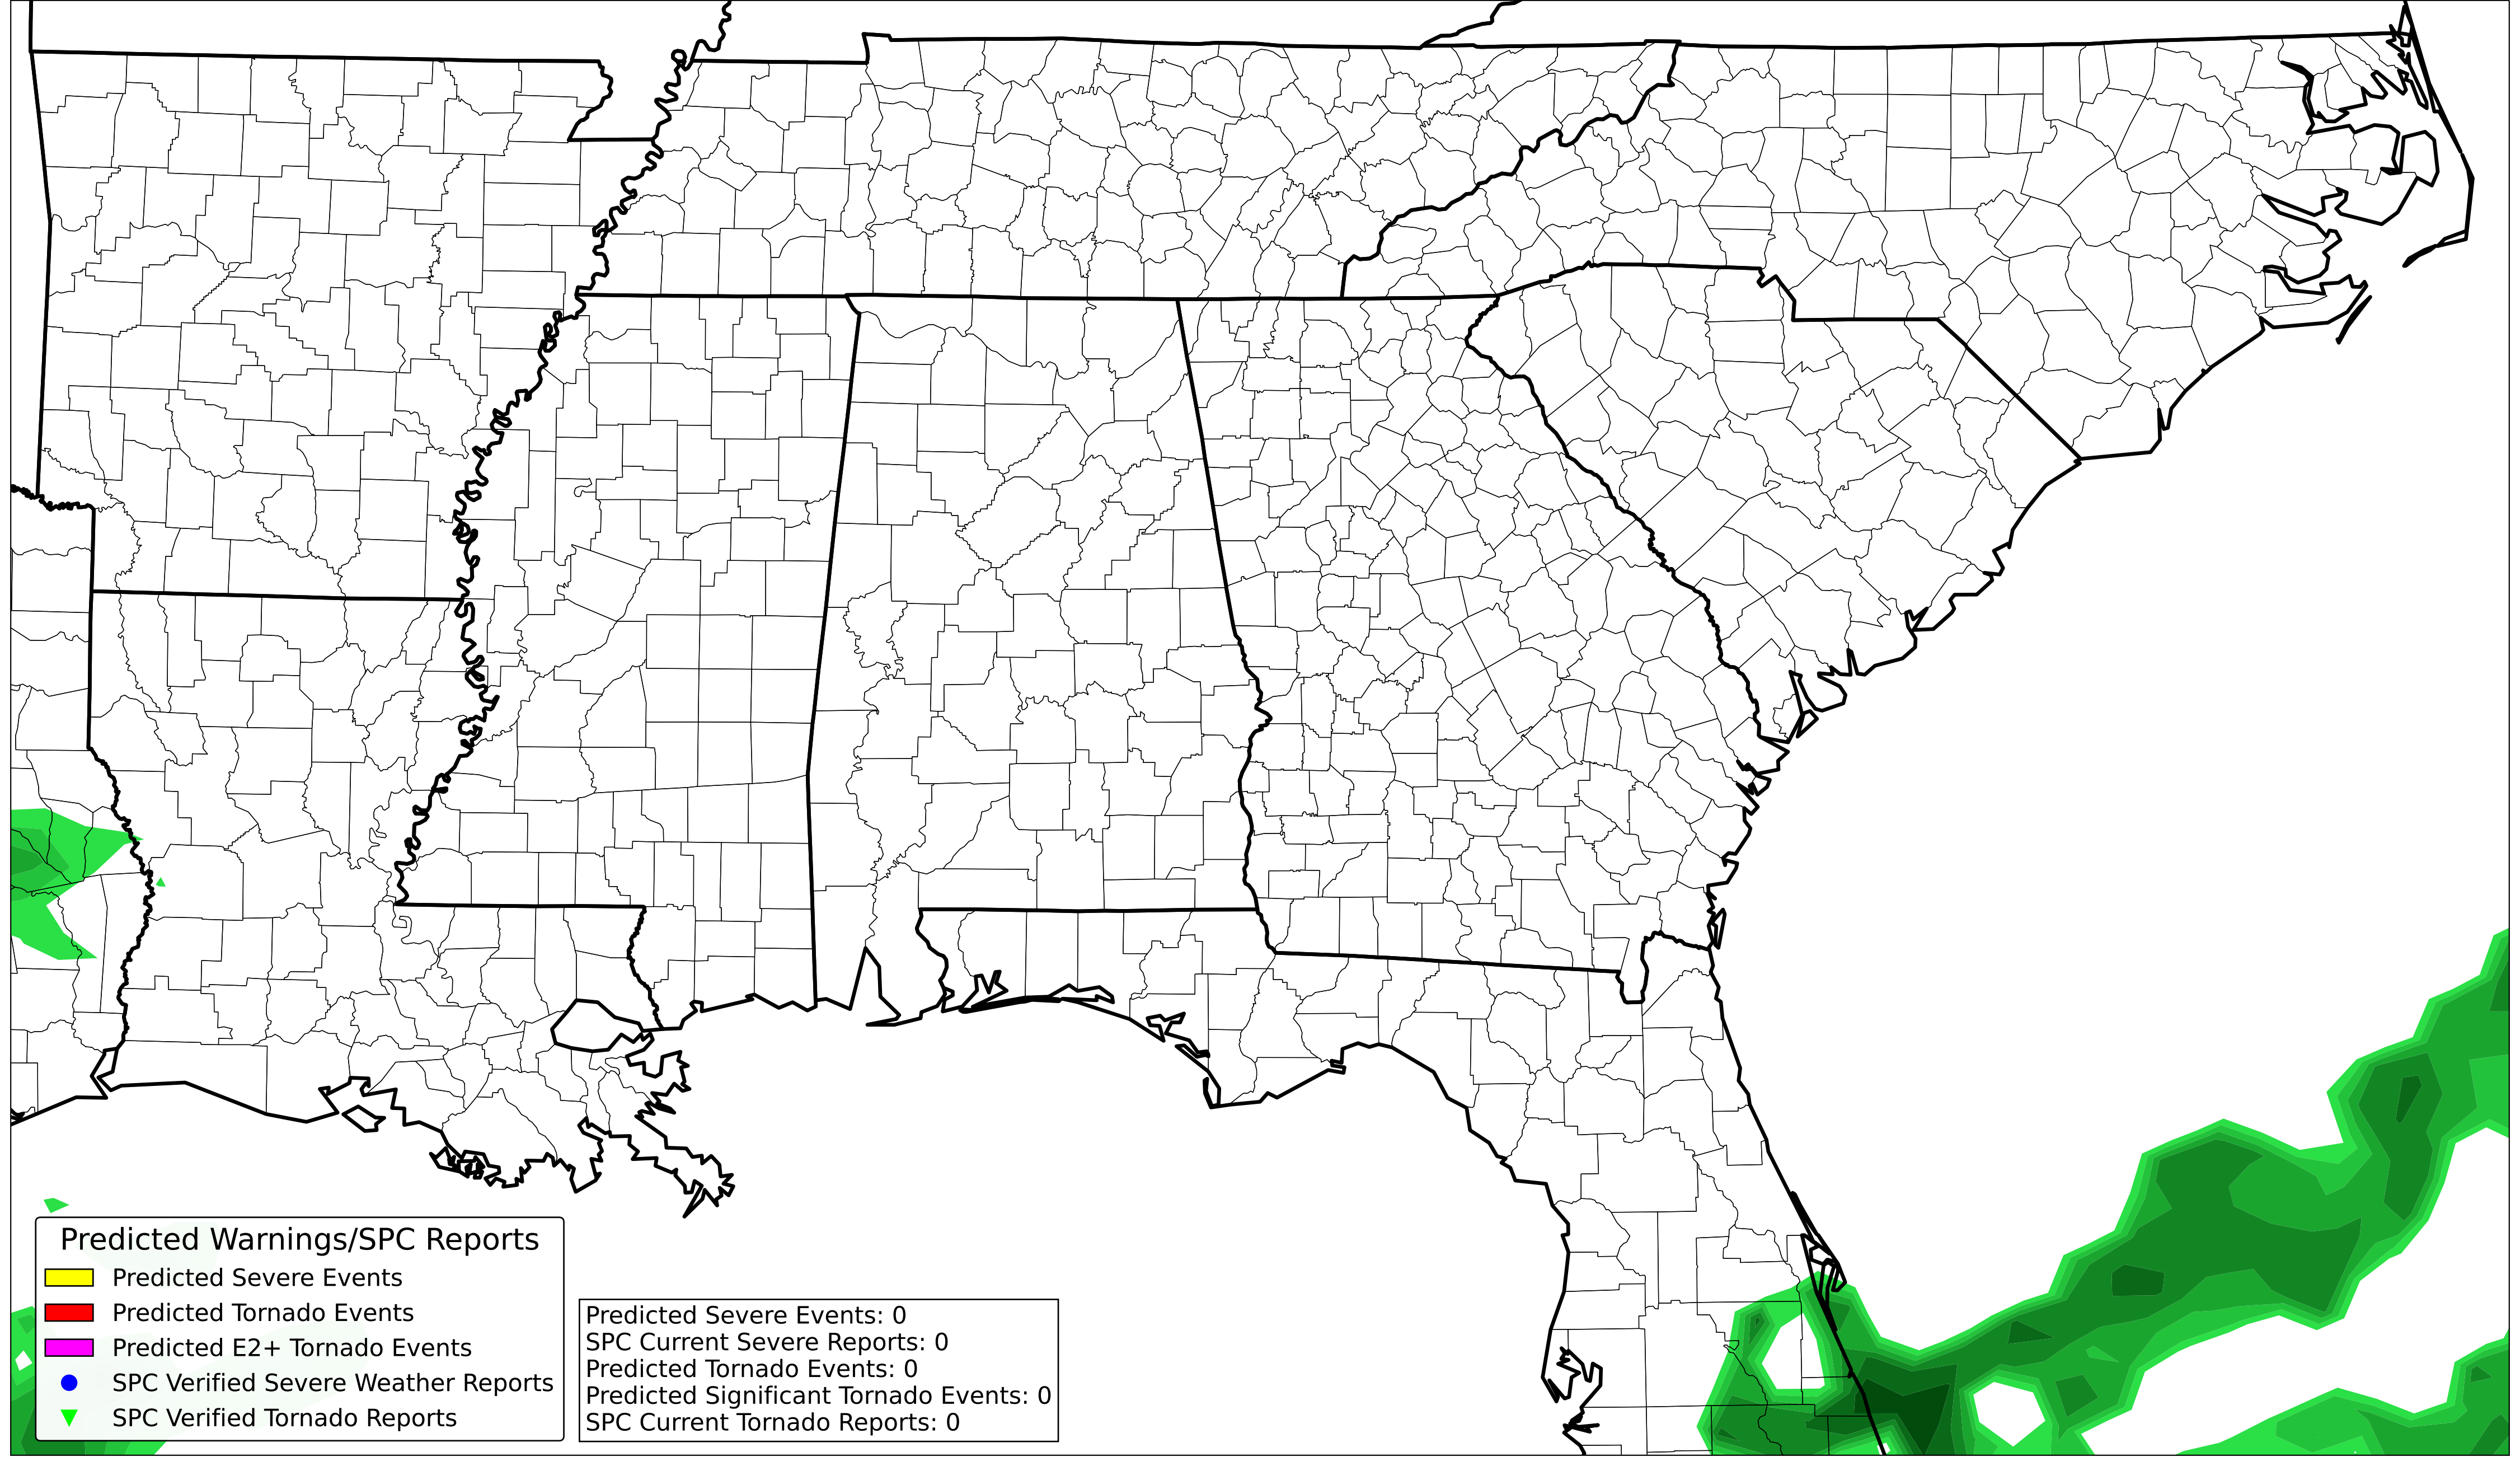 Predicted Warnings/SPC Reports
Predicted Severe Events
Predicted Tornado Events
Predicted E2+ Tornado Events
SPC Verified Severe Weather Reports
SPC Verified Tornado Reports
Predicted Severe Events: 0
SPC Current Severe Reports: 0
Predicted Tornado Events: 0
Predicted Significant Tornado Events: 0
SPC Current Tornado Reports: 0